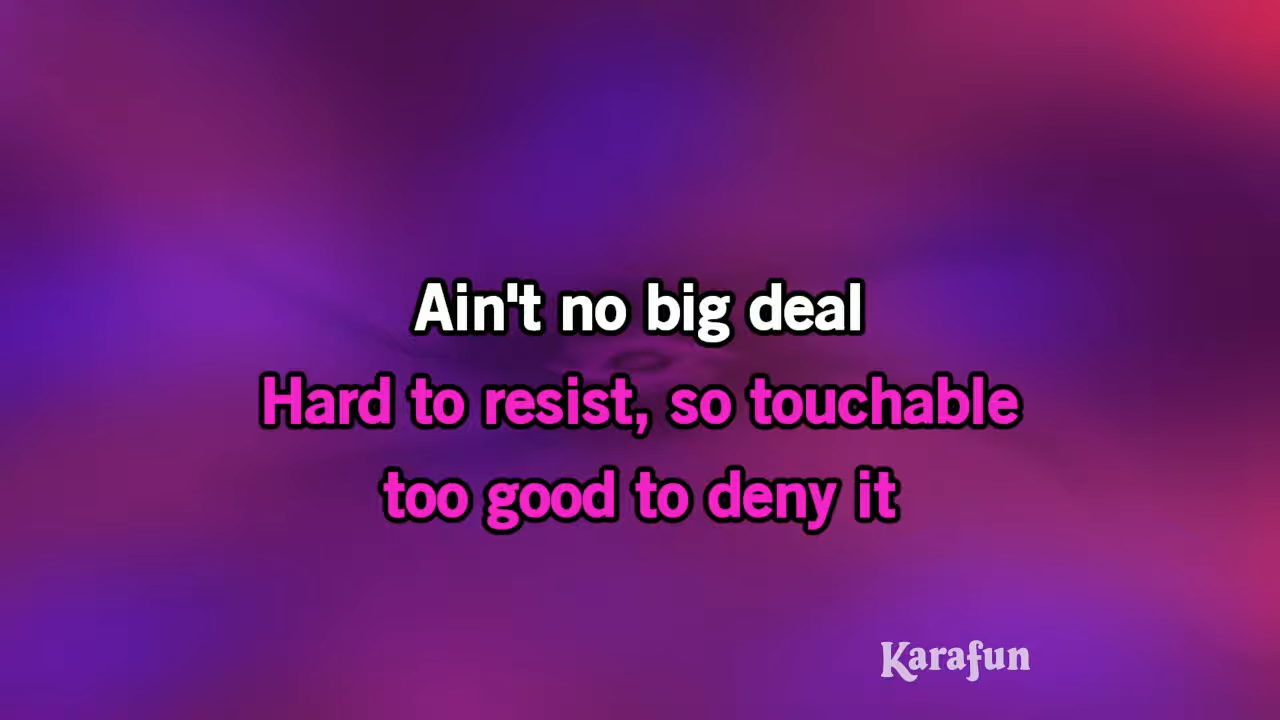 Ain't no big deal
Hard to resist, so touchable
too good to deny it
Karafun